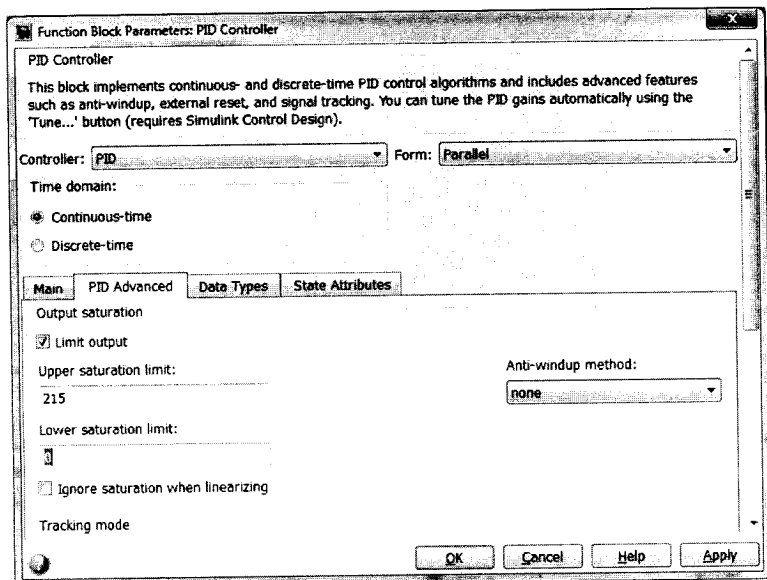 Function Block Parameters: PID Controller
PID Controller
This block implements continuous- and discrete-time PID control algorithms and includes advanced features
such as anti-windup, external reset, and signal tracking. You can tune the PID gains automatically using the
'Tune...' button (requires Simulink Control Design).
Controller: PID Form: Parallel
Time domain:
Continuous-time
Discrete-time
Main PID Advanced Data Types State Attributes
Output saturation
Limit output
Upper saturation limit: Anti-windup method:
215 none
Lower saturation limit:
Ignore saturation when linearizing
Tracking mode
OK Cancel Help Apply